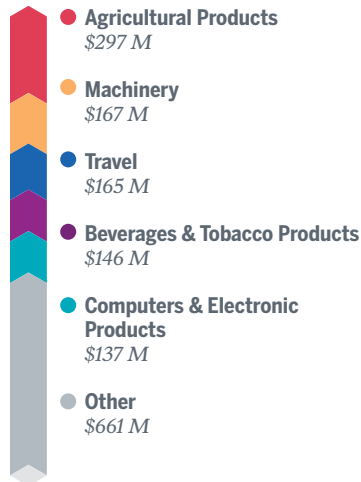 Agricultural Products
$297 M
Machinery
$167 M
Travel
$165 M
Beverages & Tobacco Products
$146 M
Computers & Electronic
Products
$137 M
Other
$661 M